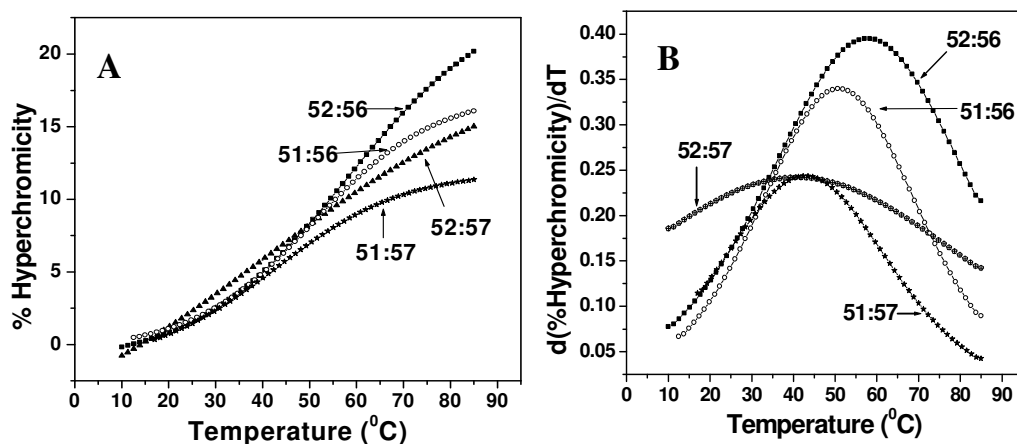 A
% Hyperchromicity
20
15
10
5
0
52:56
51:56
52:57
51:57
10 20 30 40 50 60 70 80 90
Temperature (⁰C)
B
d(%Hyperchromicity)/dT
0.40
0.35
0.30
0.25
0.20
0.15
0.10
0.05
52:56
51:56
52:57
51:57
0 10 20 30 40 50 60 70 80 90
Temperature (⁰C)